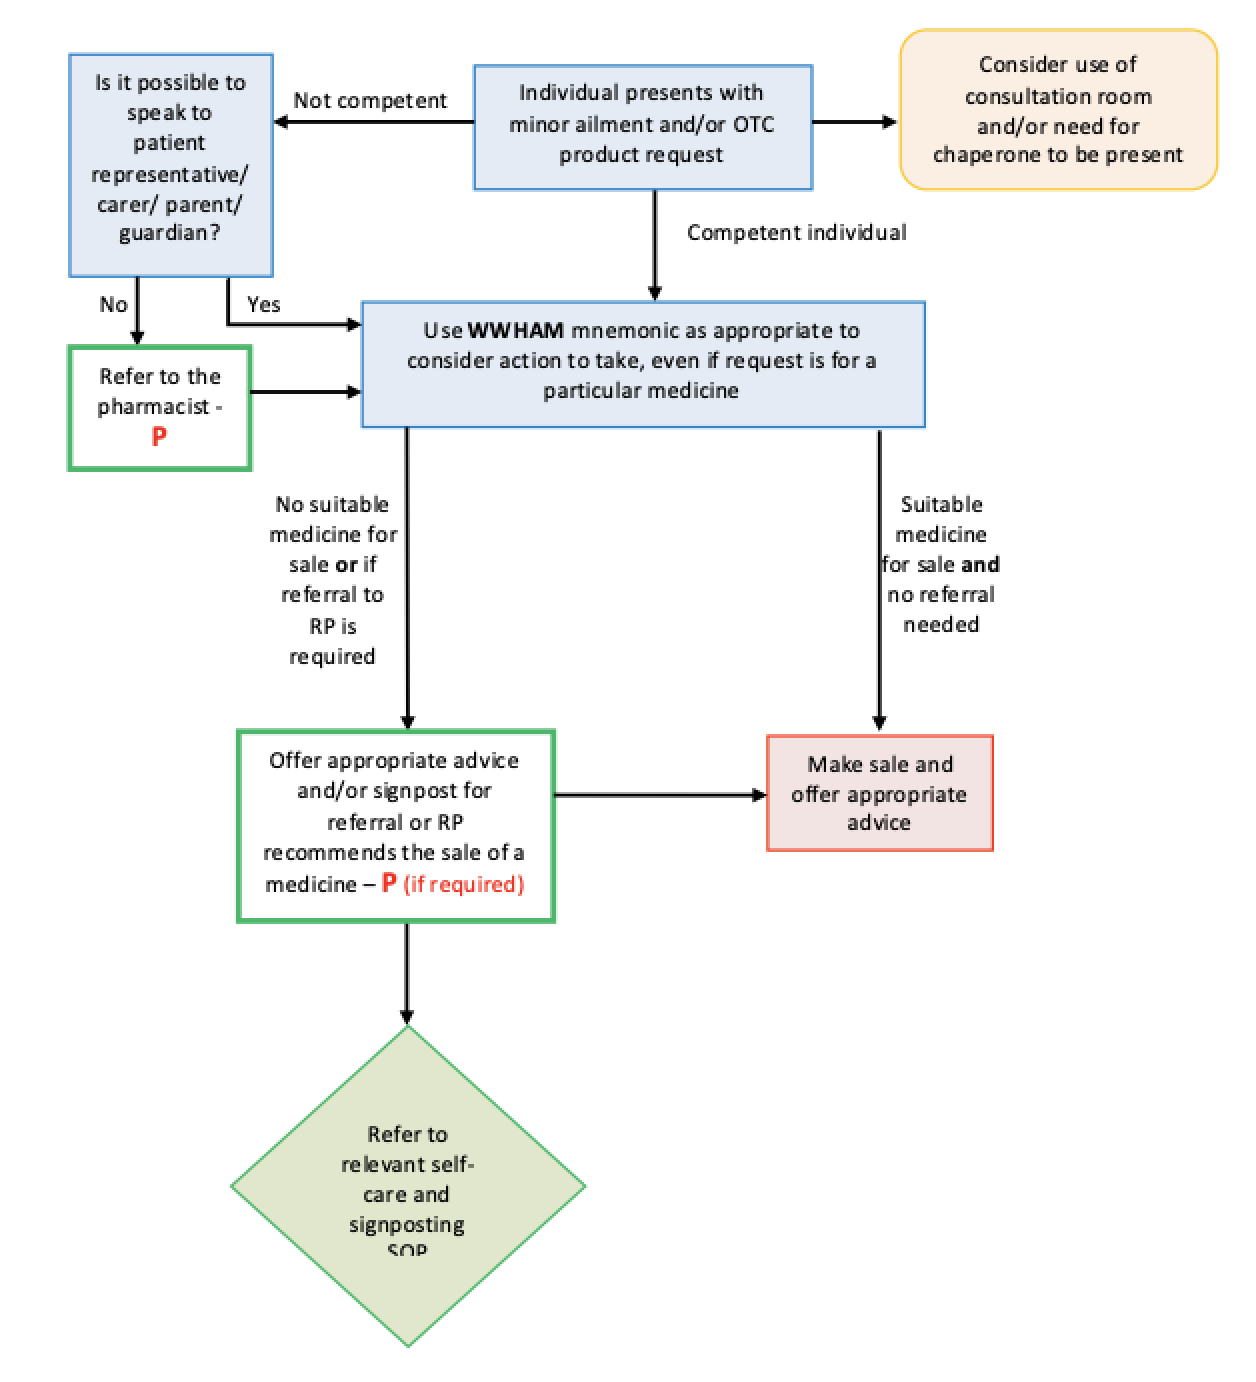 Is it possible to
speak to
patient
representative/
carer/ parent/
guardian?
Not competent
Individual presents with
minor ailment and/or OTC
product request
Consider use of
consultation room
and/or need for
chaperone to be present
Competent individual
No
Yes
Refer to the
pharmacist -
P
Use WWHAM mnemonic as appropriate to
consider action to take, even if request is for a
particular medicine
No suitable
medicine for
sale or if
referral to
RP is
required
Suitable
medicine
for sale and
no referral
needed
Offer appropriate advice
and/or signpost for
referral or RP
recommends the sale of a
medicine – P (if required)
Make sale and
offer appropriate
advice
Refer to
relevant self-
care and
signposting
SOP